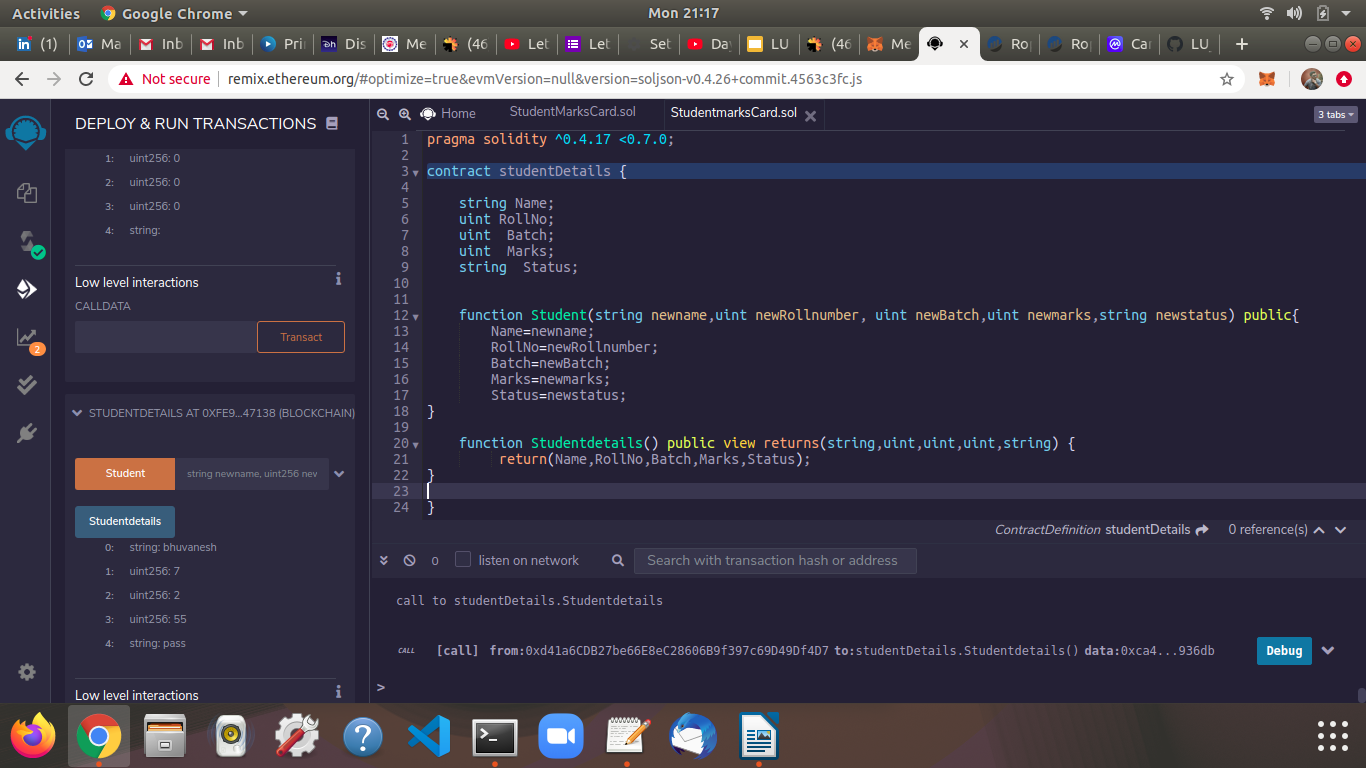 Activities Google Chrome Mon 21:17
(1) Ma Inb Inb Pri Dis Me (46 Let Let Set Day LU (46 Me Ro Ro Car LU_
Not secure remix.ethereum.org/#optimize=true&evmVersion=null&version=soljson-v0.4.26+commit.4563c3fc.js
DEPLOY & RUN TRANSACTIONS
1: uint256: 0
2: uint256: 0
3: uint256: 0
4: string:
Low level interactions
CALLDATA
Transact
2
STUDENTDETAILS AT 0XFE9...47138 (BLOCKCHAIN)
Student string newname, uint256 nev
Studentdetails
0: string: bhuvanesh
1: uint256: 7
2: uint256: 2
3: uint256: 55
4: string: pass
Low level interactions
Home StudentMarksCard.sol StudentmarksCard.sol 3 tabs
1 pragma solidity ^0.4.17 <0.7.0;
2
3 contract studentDetails {
4
5 string Name;
6 uint RollNo;
7 uint Batch;
8 uint Marks;
9 string Status;
10
11
12 function Student(string newname,uint newRollnumber, uint newBatch,uint newmarks,string newstatus) public{
13 Name=newname;
14 RollNo=newRollnumber;
15 Batch=newBatch;
16 Marks=newmarks;
17 Status=newstatus;
18 }
19
20 function Studentdetails() public view returns(string,uint,uint,uint,string) {
21 return(Name,RollNo,Batch,Marks,Status);
22 }
23
24 }
ContractDefinition studentDetails 0 reference(s)
0 listen on network Search with transaction hash or address
call to studentDetails.Studentdetails
CALL [call] from:0xd41a6CDB27be66E8eC28606B9f397c69D49Df4D7 to:studentDetails.Studentdetails() data:0xca4...936db Debug
>